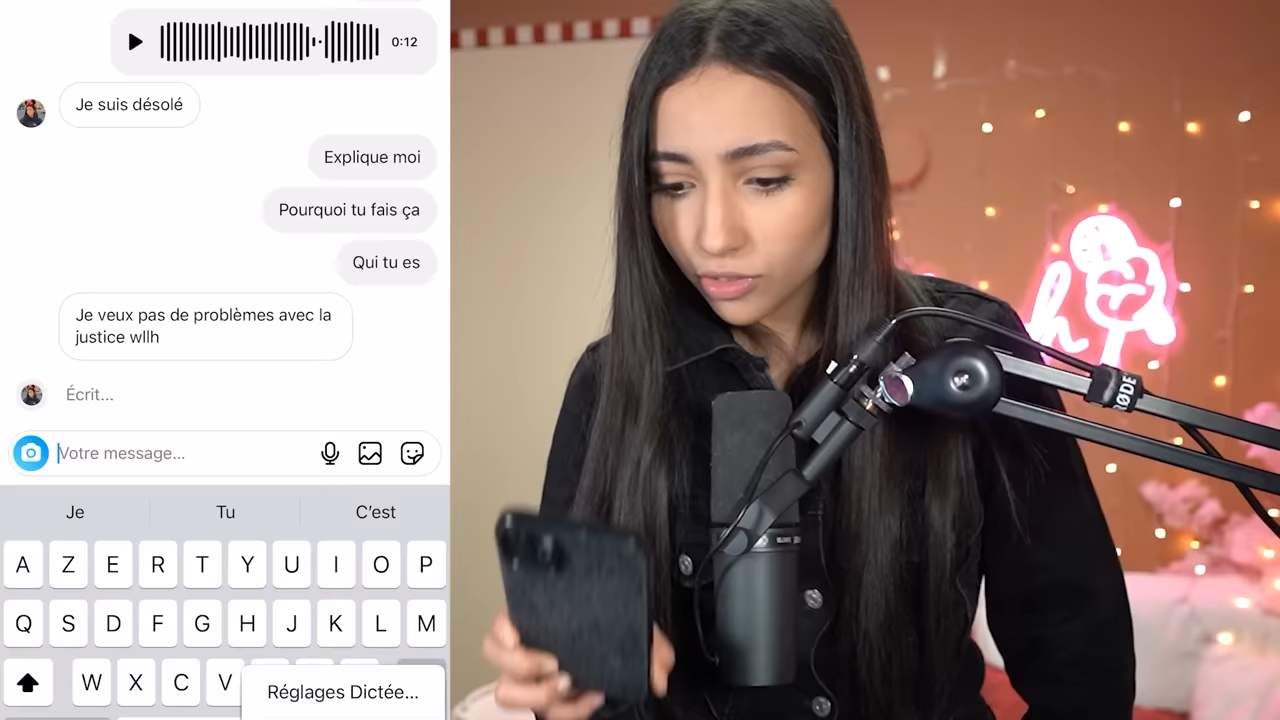 0:12
Je suis désolé
Explique moi
Pourquoi tu fais ça
Qui tu es
Je veux pas de problèmes avec la
justice wllh
Écrit...
Votre message...
Je Tu C'est
A Z E R T Y U I O P
Q S D F G H J K L M
W X C V
Réglages Dictée...
RØDE